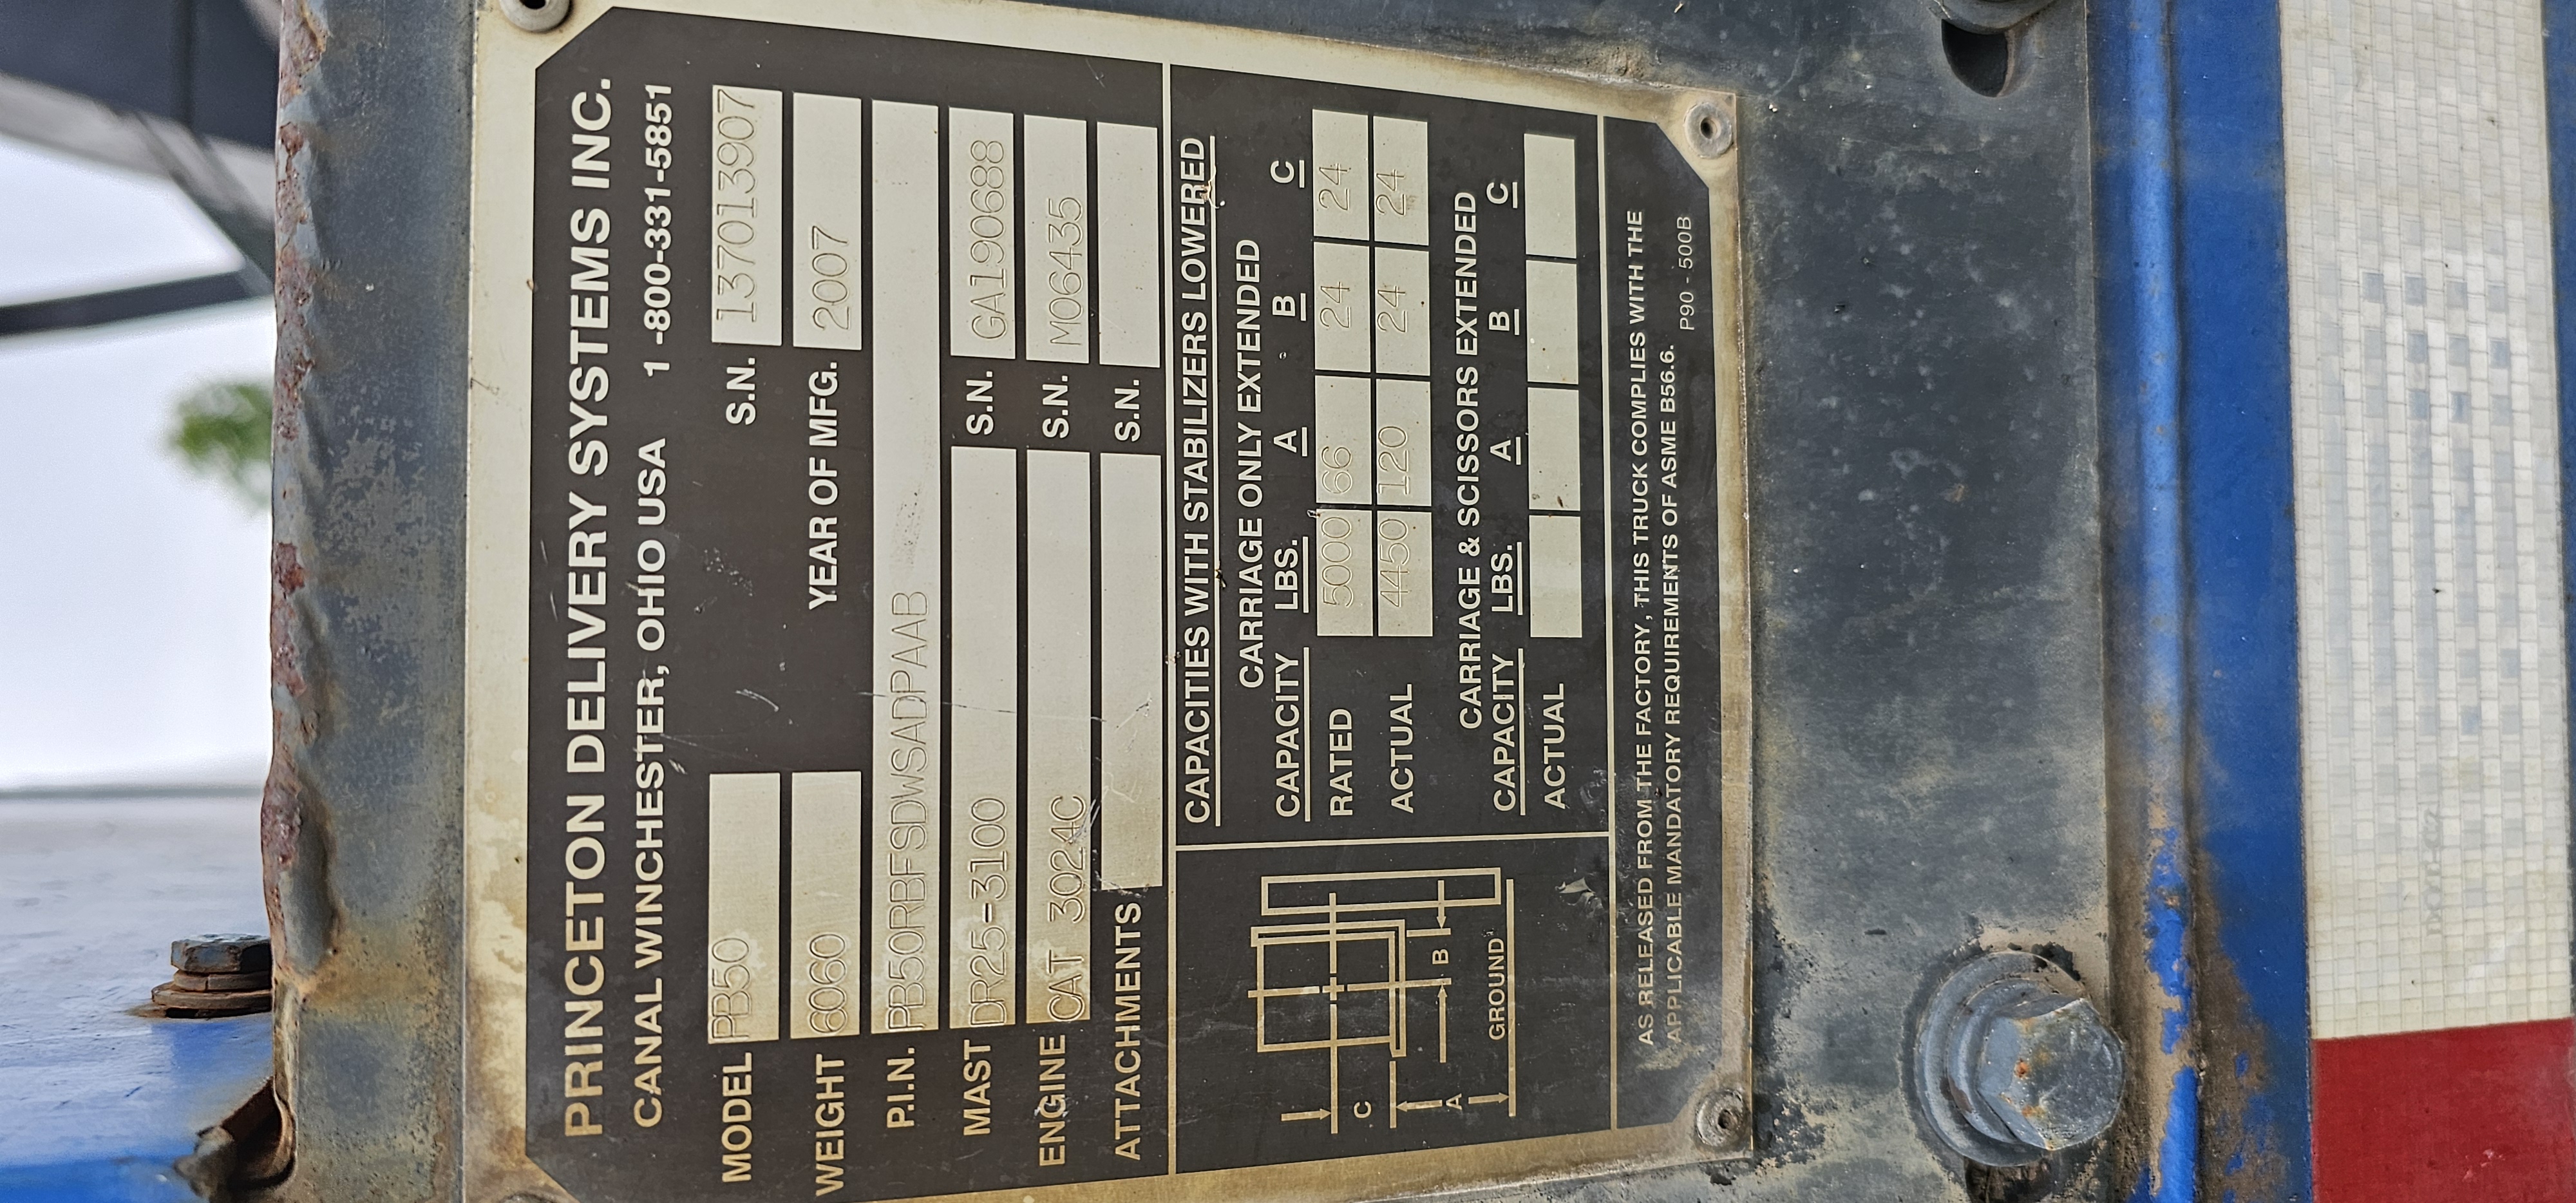 PRINCETON DELIVERY SYSTEMS INC.
CANAL WINCHESTER, OHIO USA 1 -800-331-5851
MODEL PB50 S.N. 137013907
WEIGHT 6060 YEAR OF MFG. 2007
P.I.N. PB50RBFSDWSADPAAB
MAST DR25-3100 S.N. GA190688
ENGINE CAT 3024C S.N. M06435
ATTACHMENTS S.N.
CAPACITIES WITH STABILIZERS LOWERED
CARRIAGE ONLY EXTENDED
CAPACITY LBS. A B C
RATED 5000 66 24 24
ACTUAL 4450 120 24 24
CARRIAGE & SCISSORS EXTENDED
CAPACITY LBS. A B C
ACTUAL
C
A
B
GROUND
AS RELEASED FROM THE FACTORY, THIS TRUCK COMPLIES WITH THE
APPLICABLE MANDATORY REQUIREMENTS OF ASME B56.6.
P90 - 500B